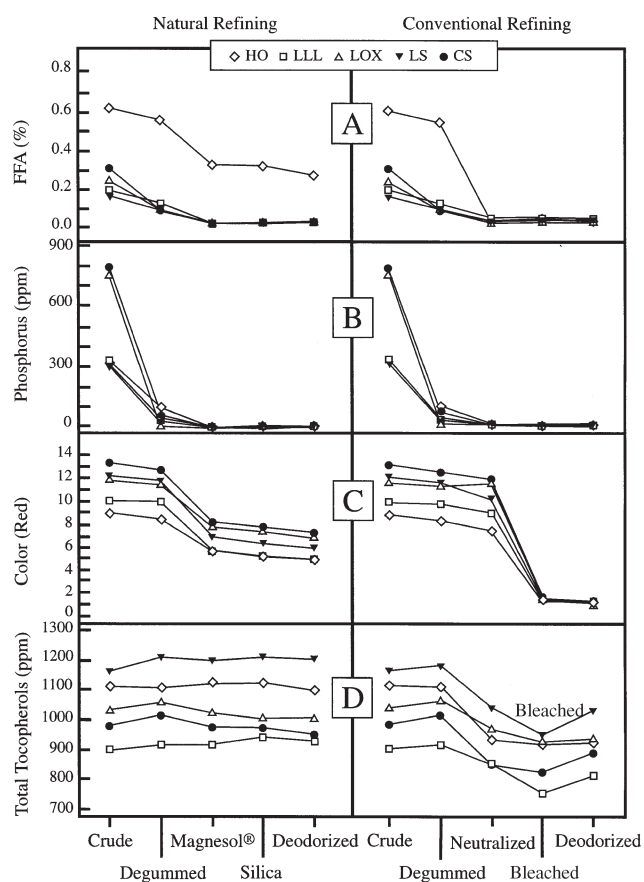 Natural Refining Conventional Refining
HO LLL LOX LS CS
FFA (%)
0.8
0.6
0.4
0.2
0.0
A
Phosphorus (ppm)
900
600
300
0
B
Color (Red)
14
12
10
8
6
4
2
0
C
Total Tocopherols (ppm)
1300
1200
1100
1000
900
800
700
D
Bleached
Crude Magnesol® Deodorized Crude Neutralized Deodorized
Degummed Silica Degummed Bleached